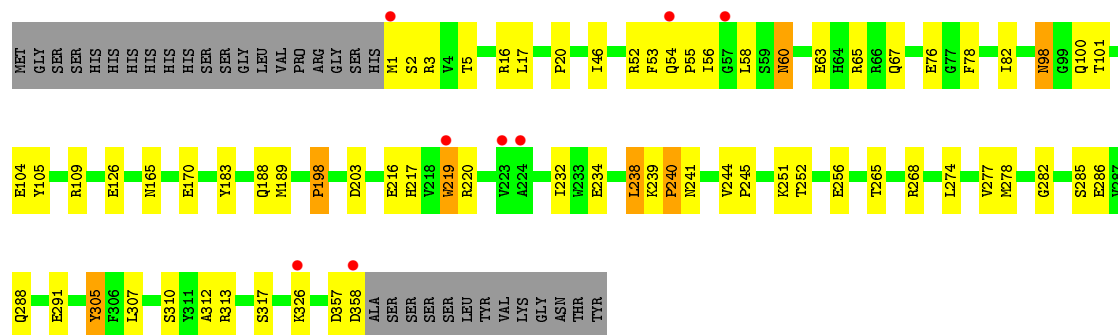 MET GLY SER SER HIS HIS HIS HIS HIS HIS SER SER GLY LEU VAL PRO ARG GLY SER HIS M1 S2 R3 V4 T5 R16 L17 P20 I46 R52 F53 Q54 P55 I56 G57 L58 S59 N60 E63 H64 R65 R66 Q67 E76 G77 F78 I82 N98 G99 Q100 T101
E104 Y105 R109 E126 N165 E170 Y183 Q188 M189 P198 D203 E216 H217 V218 W219 R220 V223 A224 I232 W233 E234 L238 K239 P240 N241 V244 P245 K251 T252 E256 T265 R268 L274 V277 M278 G282 S285 E286
Q288 E291 Y305 F306 L307 S310 Y311 A312 R313 S317 K326 D357 D358 ALA SER SER SER SER LEU TYR VAL LYS GLY ASN THR TYR